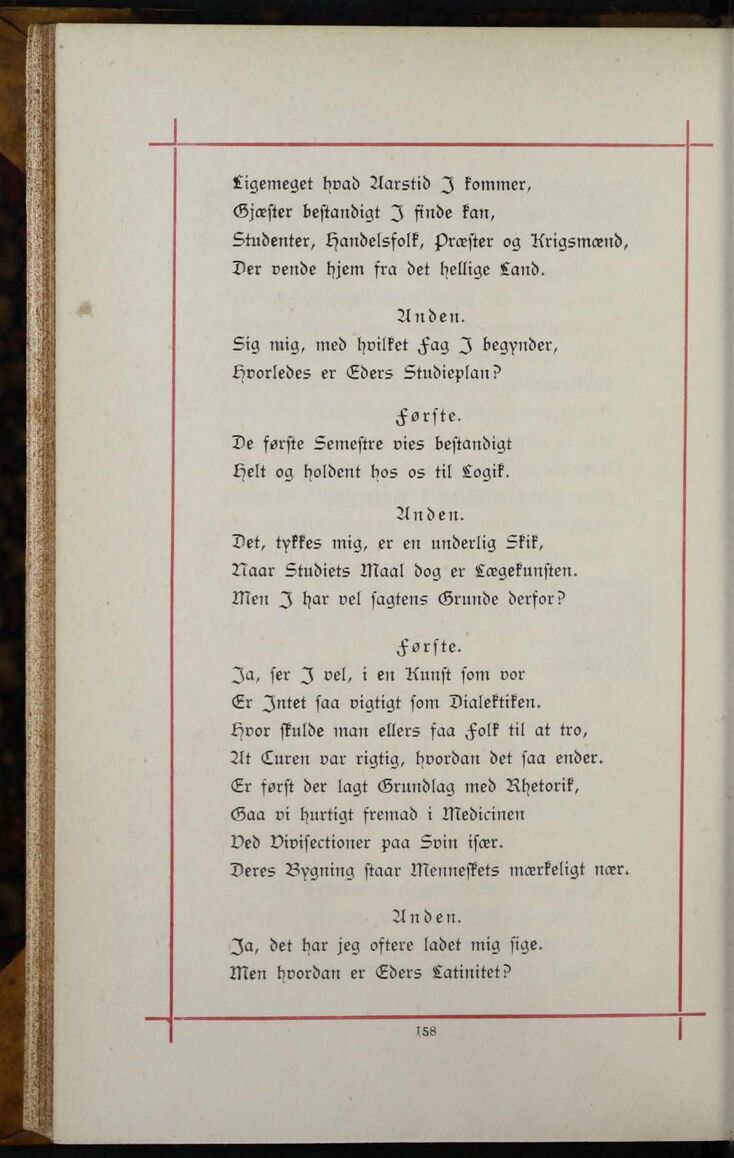 Ligemeget hvad Aarstid I kommer,
Gjæster bestandigt I finde kan,
Studenter, Handelsfolk, Præster og Krigsmænd,
Der vende hjem fra det hellige Land.
Anden.
Sig mig, med hvilket Fag I begynder,
Hvorledes er Eders Studieplan?
Første.
De første Semestre vies bestandigt
Helt og holdent hos os til Logik.
Anden.
Det, tykkes mig, er en underlig Skik,
Naar Studiets Maal dog er Lægekunsten.
Men I har vel sagtens Grunde derfor?
Første.
Ja, ser I vel, i en Kunst som vor
Er Intet saa vigtigt som Dialektiken.
Hvor skulde man ellers faa Folk til at tro,
At Curen var rigtig, hvordan det saa ender.
Er først der lagt Grundlag med Rhetorik,
Gaa vi hurtigt fremad i Medicinen
Ved Vivisectioner paa Svin især.
Deres Bygning staar Menneskets mærkeligt nær.
Anden.
Ja, det har jeg oftere ladet mig sige.
Men hvordan er Eders Latinitet?
158